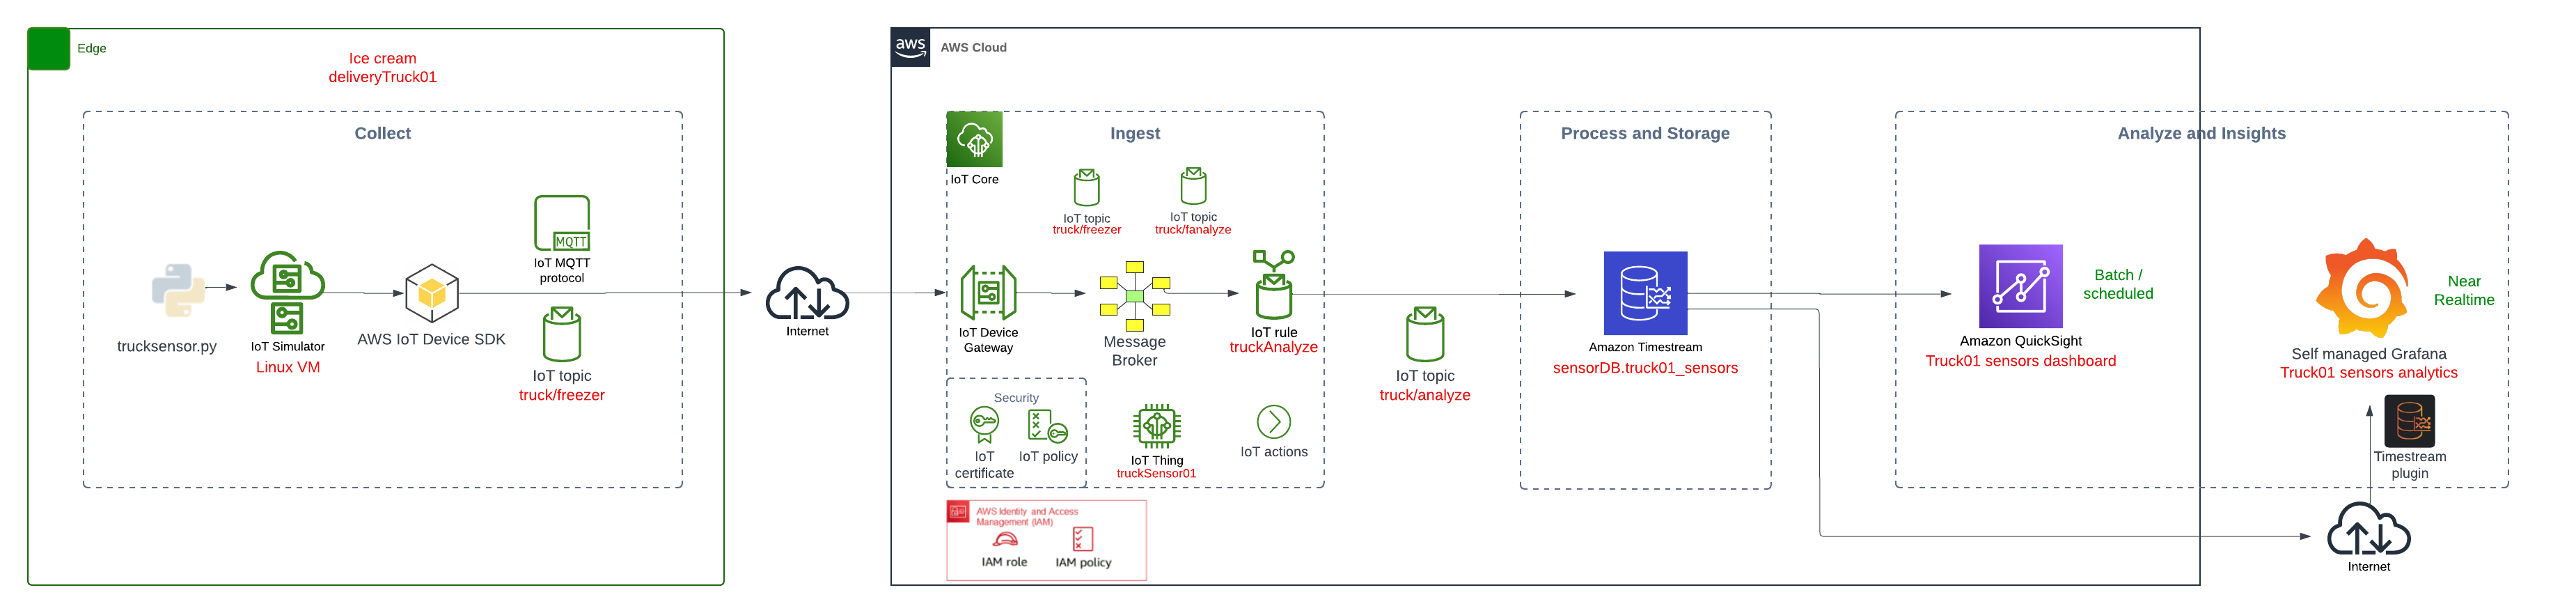 Edge
Ice cream
deliveryTruck01
Collect
trucksensor.py
IoT Simulator
Linux VM
AWS IoT Device SDK
MQTT
IoT MQTT
protocol
IoT topic
truck/freezer
Internet
aws
AWS Cloud
IoT Core
Ingest
IoT topic
truck/freezer
IoT topic
truck/fanalyze
IoT Device
Gateway
Message
Broker
IoT rule
truckAnalyze
Security
IoT
certificate
IoT policy
IoT Thing
truckSensor01
IoT actions
AWS Identity and Access
Management (IAM)
IAM role
IAM policy
IoT topic
truck/analyze
Process and Storage
Amazon Timestream
sensorDB.truck01_sensors
Analyze and Insights
Amazon QuickSight
Truck01 sensors dashboard
Batch /
scheduled
Near
Realtime
Self managed Grafana
Truck01 sensors analytics
Timestream
plugin
Internet